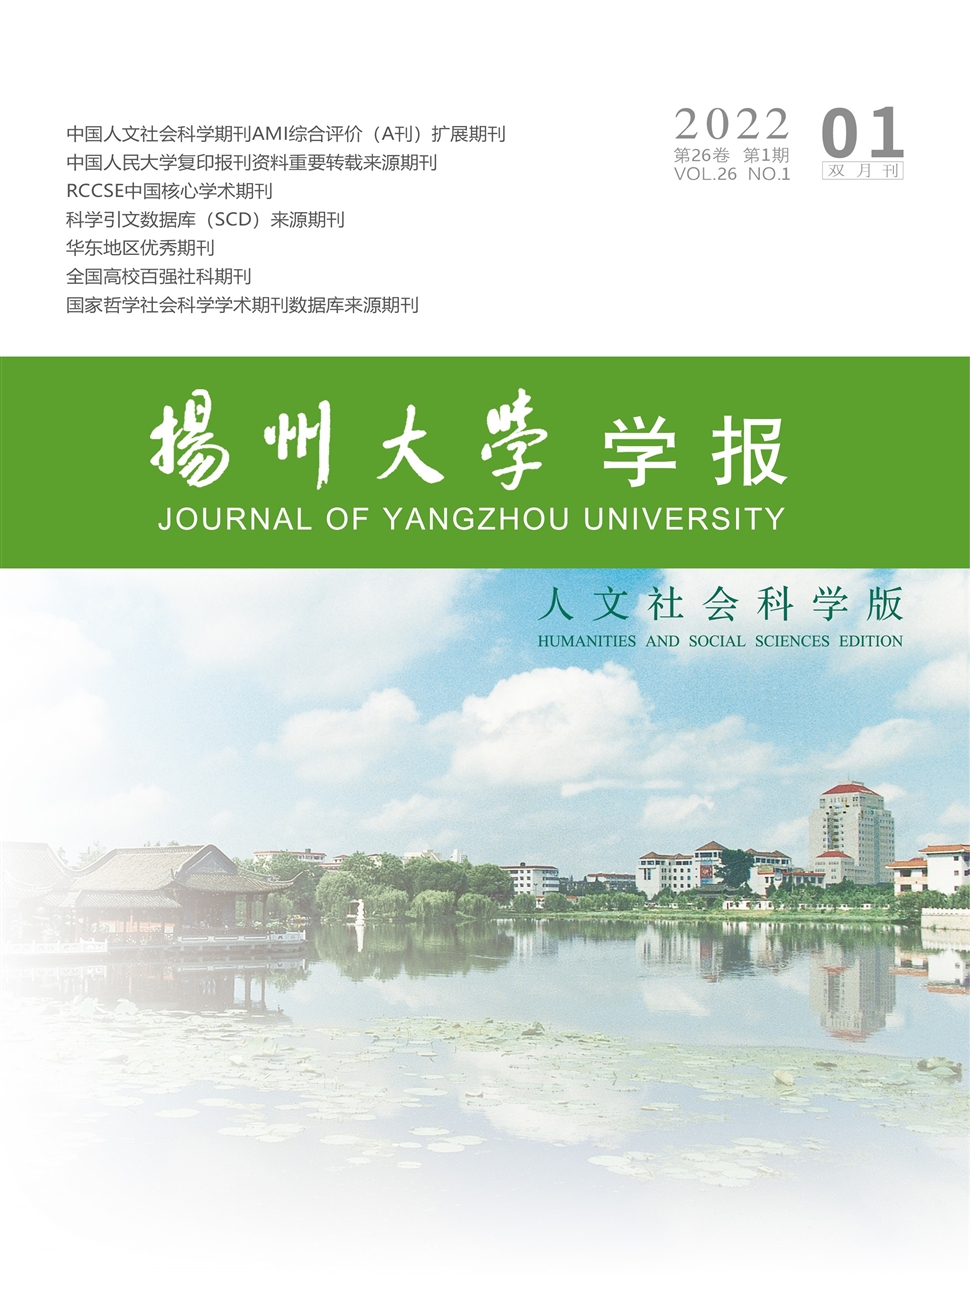 中国人文社会科学期刊AMI综合评价（A刊）扩展期刊
中国人民大学复印报刊资料重要转载来源期刊
RCCSE中国核心学术期刊
科学引文数据库（SCD）来源期刊
华东地区优秀期刊
全国高校百强社科期刊
国家哲学社会科学学术期刊数据库来源期刊
2022 01
第26卷 第1期
VOL.26 NO.1
双月刊
揚州大学学报
JOURNAL OF YANGZHOU UNIVERSITY
人文社会科学版
HUMANITIES AND SOCIAL SCIENCES EDITION